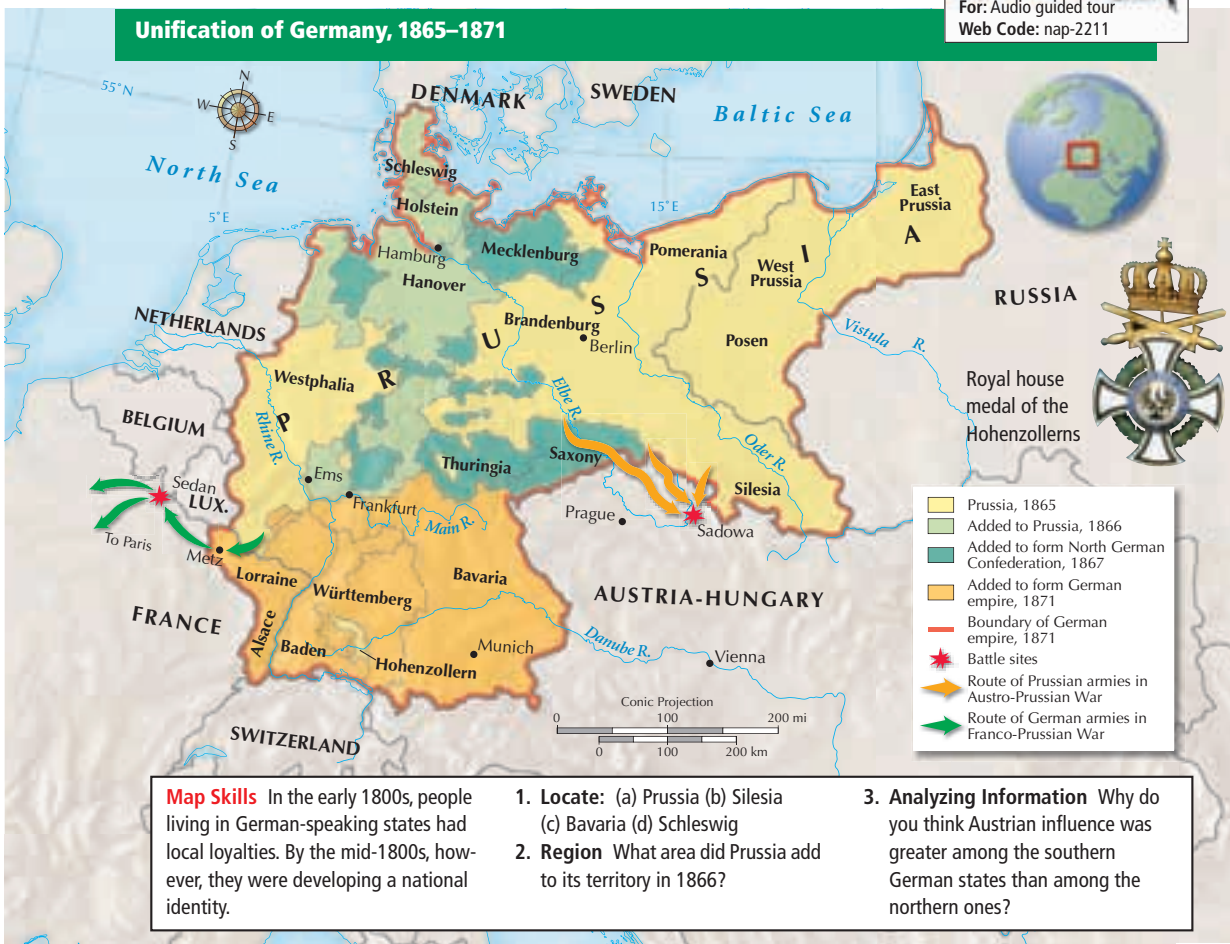 For: Audio guided tour
Web Code: nap-2211
Unification of Germany, 1865–1871
N
W
E
S
55°N
5°E
15°E
DENMARK
SWEDEN
Baltic Sea
North Sea
Schleswig
Holstein
Hamburg
Mecklenburg
Hanover
Pomerania
West
Prussia
East
Prussia
P R U S S I A
Brandenburg
Berlin
Posen
RUSSIA
Vistula R.
NETHERLANDS
Westphalia
Rhine R.
BELGIUM
Elbe R.
Oder R.
Royal house
medal of the
Hohenzollerns
Sedan
LUX.
Ems
Frankfurt
Main R.
Thuringia
Saxony
Silesia
Prague
Sadowa
To Paris
Metz
Lorraine
Württemberg
Bavaria
AUSTRIA-HUNGARY
FRANCE
Alsace
Baden
Hohenzollern
Munich
Danube R.
Vienna
SWITZERLAND
Conic Projection
0 100 200 mi
0 100 200 km
Prussia, 1865
Added to Prussia, 1866
Added to form North German
Confederation, 1867
Added to form German
empire, 1871
Boundary of German
empire, 1871
Battle sites
Route of Prussian armies in
Austro-Prussian War
Route of German armies in
Franco-Prussian War
Map Skills In the early 1800s, people
living in German-speaking states had
local loyalties. By the mid-1800s, how-
ever, they were developing a national
identity.
1. Locate: (a) Prussia (b) Silesia
(c) Bavaria (d) Schleswig
2. Region What area did Prussia add
to its territory in 1866?
3. Analyzing Information Why do
you think Austrian influence was
greater among the southern
German states than among the
northern ones?